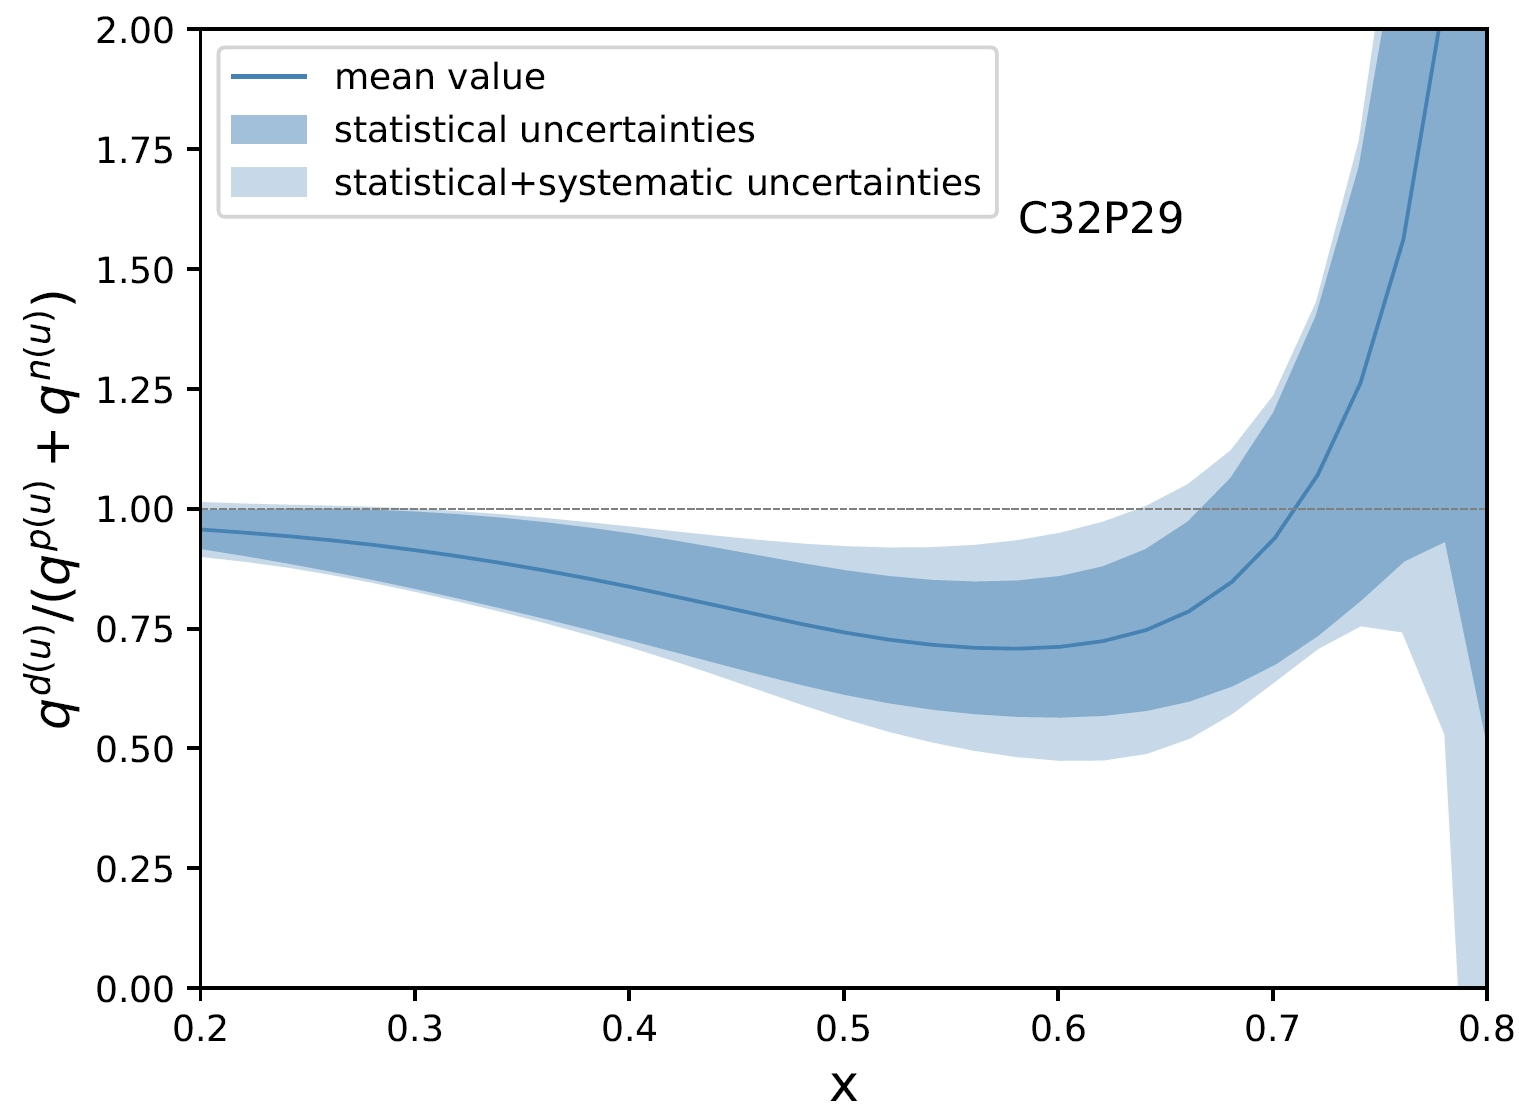 2.00
1.75
1.50
1.25
1.00
0.75
0.50
0.25
0.00
q^{d(u)}/(q^{p(u)} + q^{n(u)})
mean value
statistical uncertainties
statistical+systematic uncertainties
C32P29
0.2 0.3 0.4 0.5 0.6 0.7 0.8
x